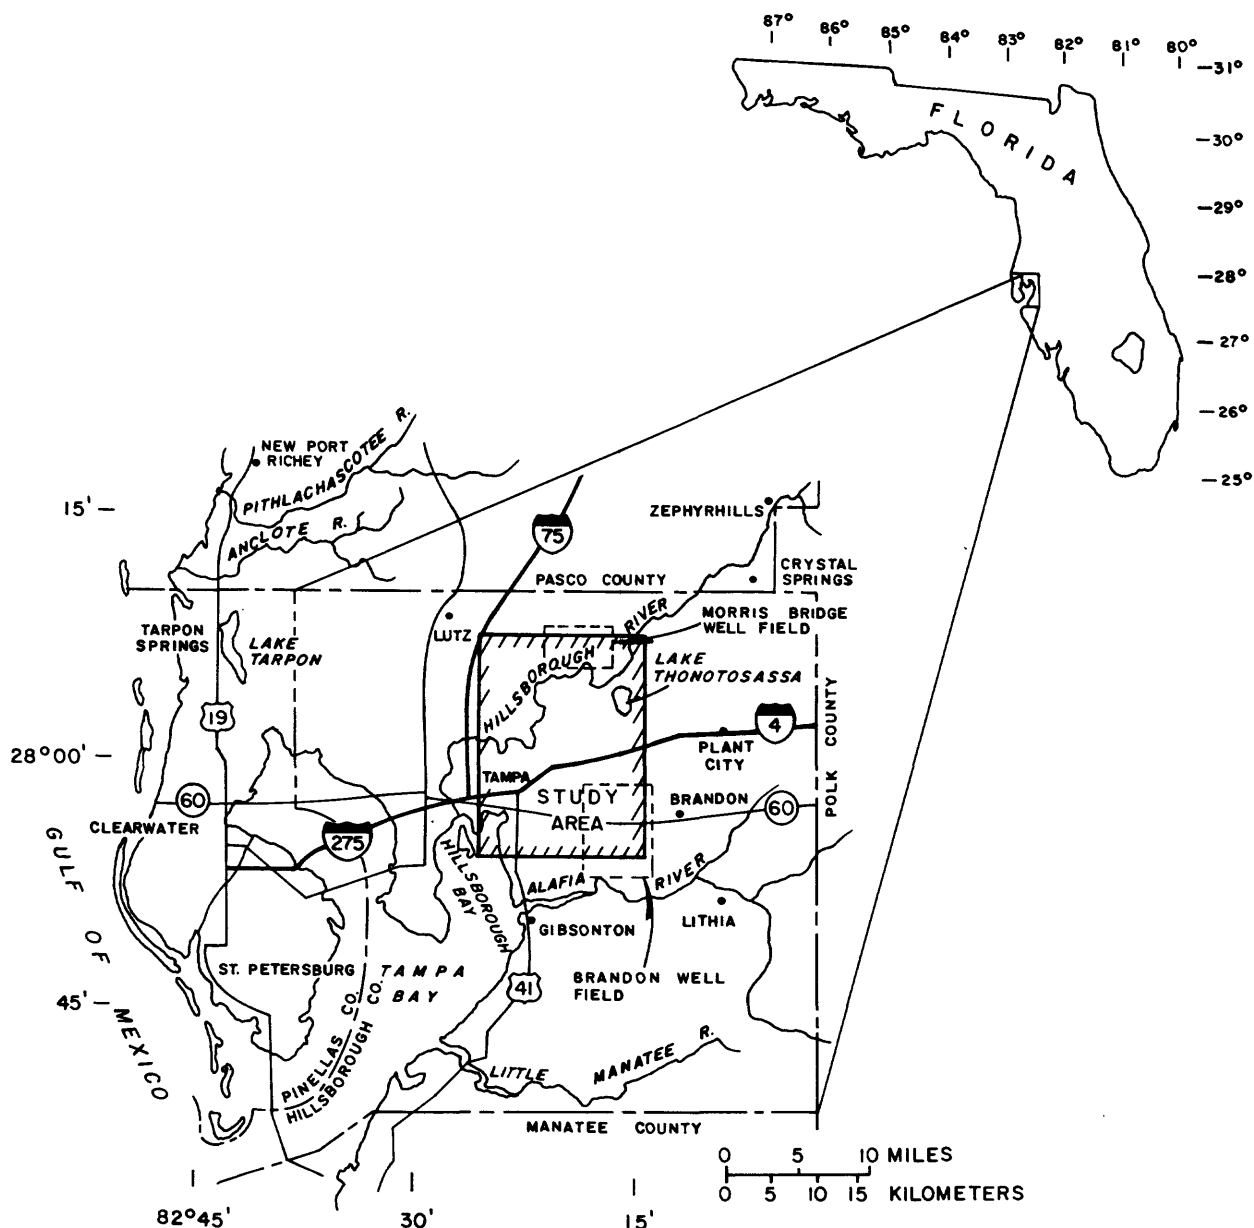 87° 86° 85° 84° 83° 82° 81° 80°
31°
FLORIDA
30°
29°
28°
27°
26°
25°
NEW PORT
RICHEY
PITHLACHASCOTEE R.
15'
ANCLOTE R.
75
ZEPHYRHILLS
CRYSTAL
SPRINGS
PASCO COUNTY
MORRIS BRIDGE
WELL FIELD
TARPON
SPRINGS
LAKE
TARPON
LUTZ
HILLSBOROUGH RIVER
LAKE
THONOTOSASSA
19
4
PLANT
CITY
POLK COUNTY
28°00'
TAMPA
60
STUDY
AREA
BRANDON
60
CLEARWATER
275
GULF OF MEXICO
HILLSBOROUGH
BAY
ALAFIA RIVER
GIBSONTON
LITHIA
ST. PETERSBURG
TAMPA
BAY
41
BRANDON WELL
FIELD
45'
PINELLAS CO.
HILLSBOROUGH CO.
LITTLE MANATEE R.
MANATEE COUNTY
0 5 10 MILES
0 5 10 15 KILOMETERS
82°45' 30' 15'